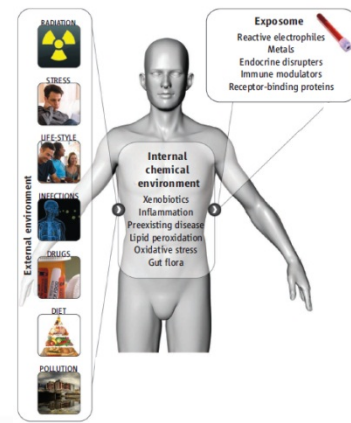 External environment
RADIATION
STRESS
LIFE-STYLE
INFECTIONS
DRUGS
DIET
POLLUTION
Internal
chemical
environment
Xenobiotics
Inflammation
Preexisting disease
Lipid peroxidation
Oxidative stress
Gut flora
Exposome
Reactive electrophiles
Metals
Endocrine disrupters
Immune modulators
Receptor-binding proteins